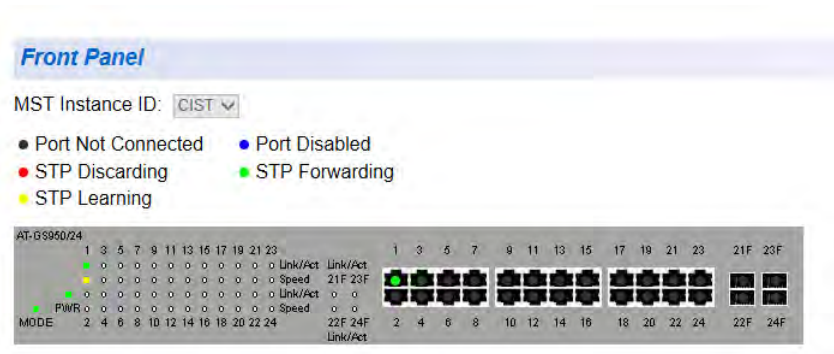 Front Panel
MST Instance ID: CIST
Port Not Connected Port Disabled
STP Discarding STP Forwarding
STP Learning
AT-GS950/24
1 3 5 7 9 11 13 15 17 19 21 23 1 3 5 7 9 11 13 15 17 19 21 23 21F 23F
Link/Act Link/Act
Speed 21F 23F
Link/Act
PWR Speed
MODE 2 4 6 8 10 12 14 16 18 20 22 24 22F 24F 2 4 6 8 10 12 14 16 18 20 22 24 22F 24F
Link/Act